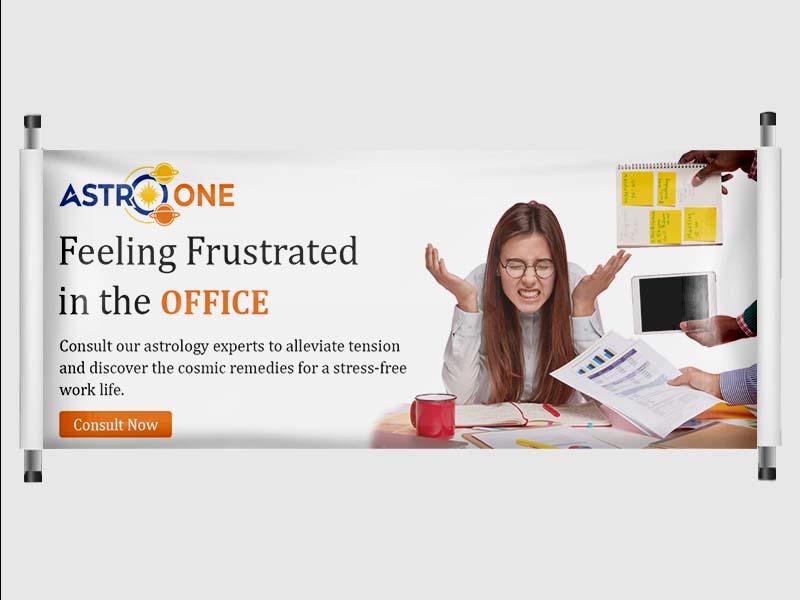 ASTRO ONE
Feeling Frustrated
in the OFFICE
Consult our astrology experts to alleviate tension
and discover the cosmic remedies for a stress-free
work life.
Consult Now